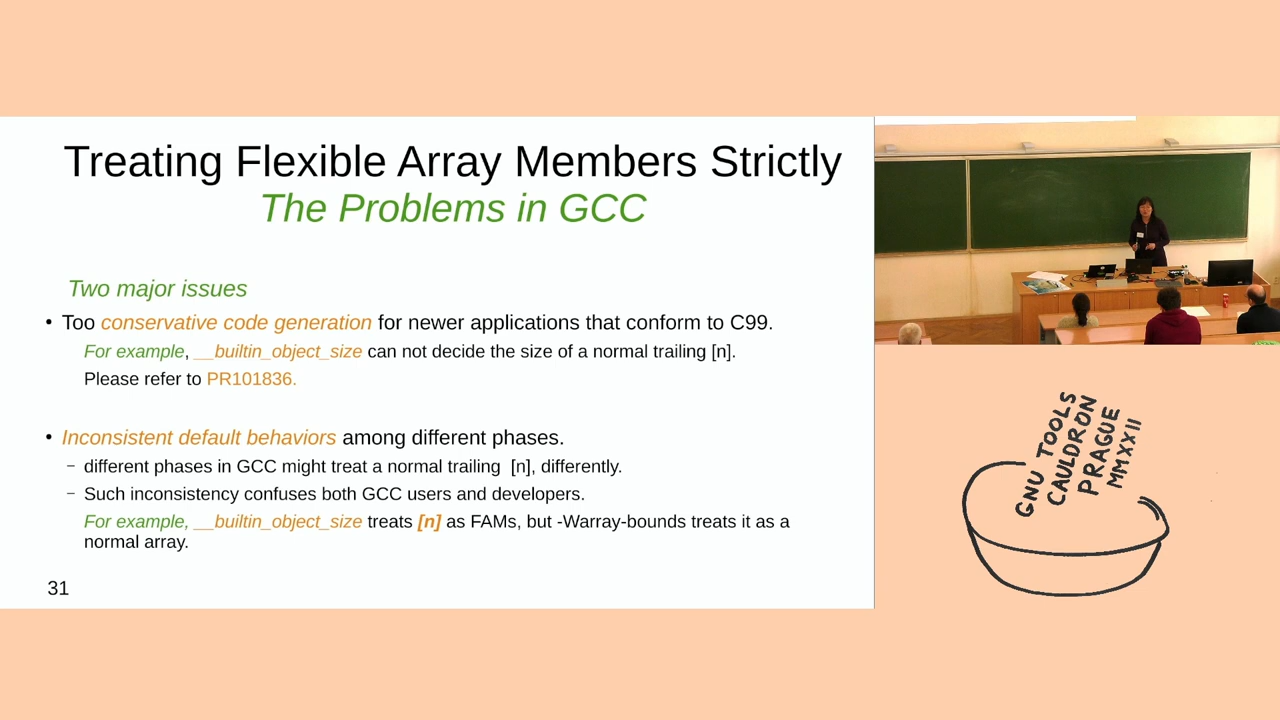 Treating Flexible Array Members Strictly
The Problems in GCC
Two major issues
• Too conservative code generation for newer applications that conform to C99.
For example, __builtin_object_size can not decide the size of a normal trailing [n].
Please refer to PR101836.
• Inconsistent default behaviors among different phases.
– different phases in GCC might treat a normal trailing  [n], differently.
– Such inconsistency confuses both GCC users and developers.
For example, __builtin_object_size treats [n] as FAMs, but -Warray-bounds treats it as a
normal array.
31
GNU TOOLS
CAULDRON
PRAGUE
MMXXII